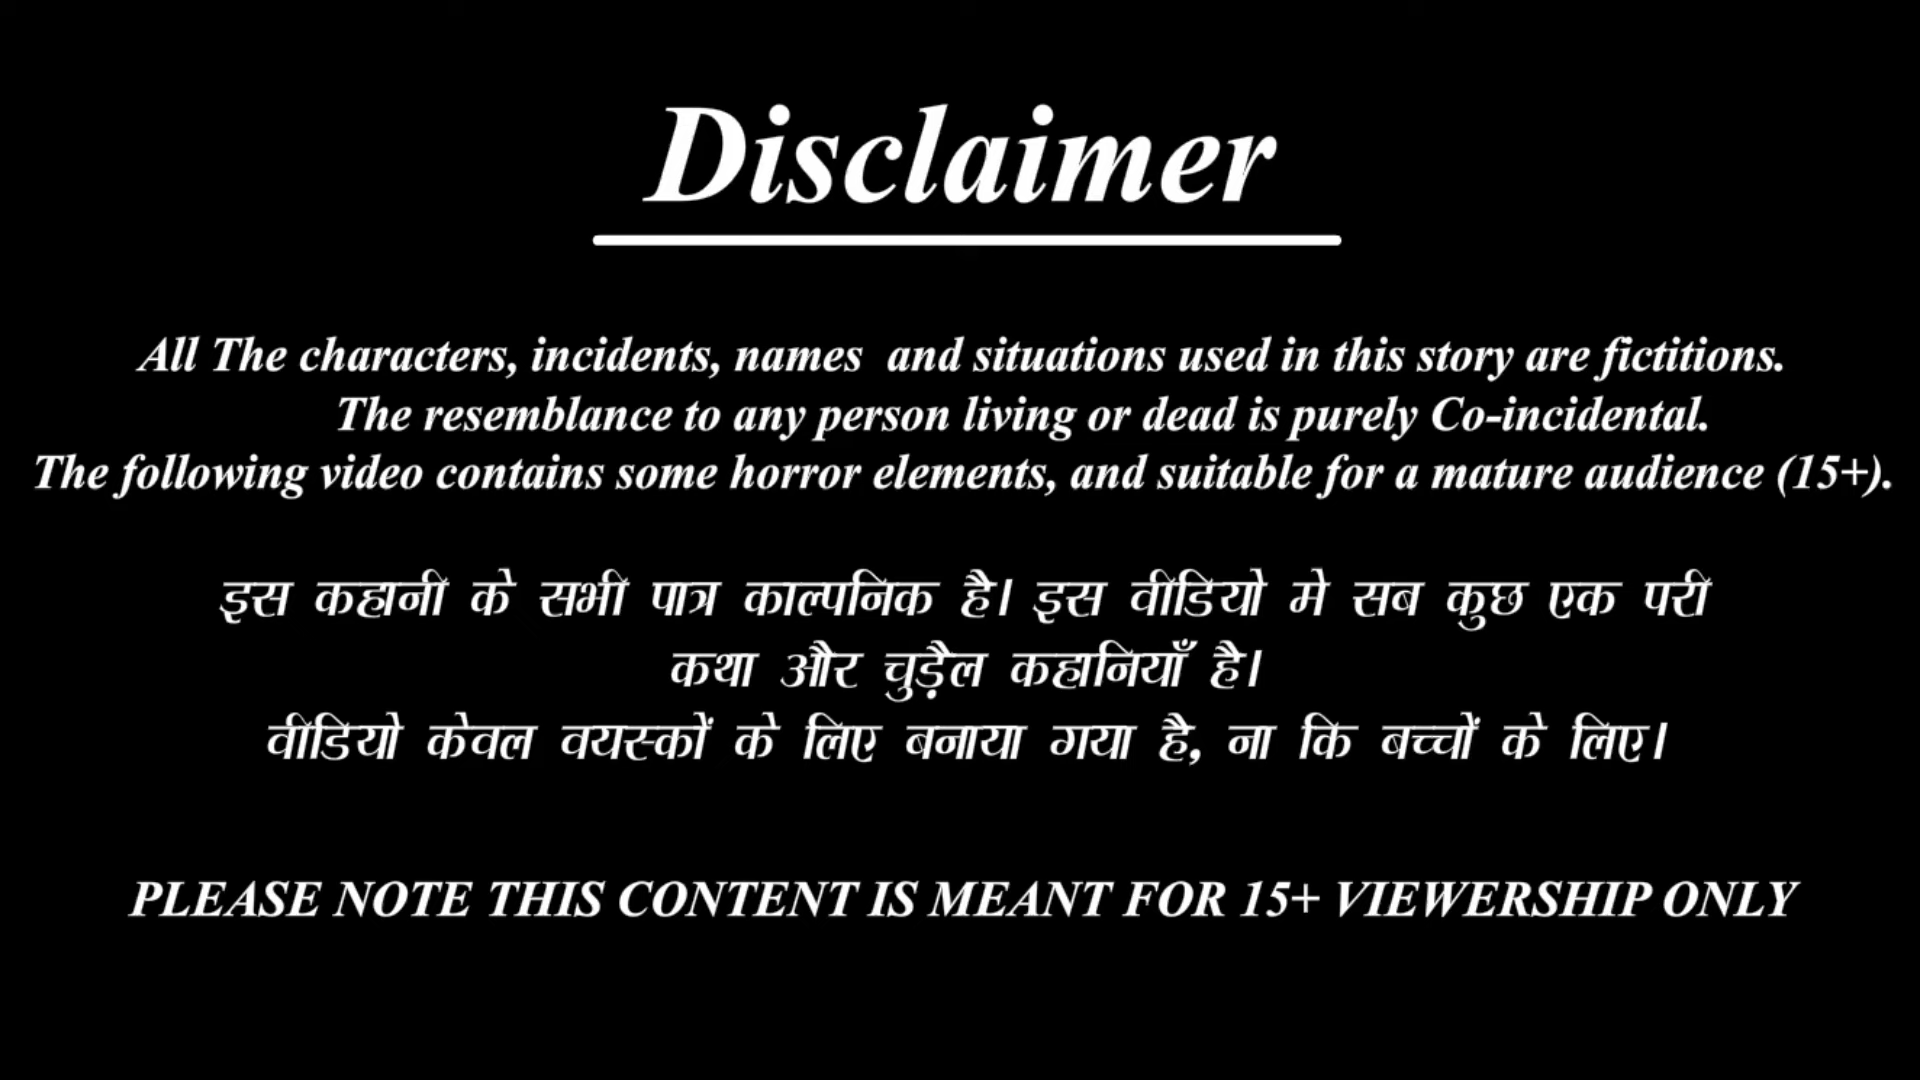 Disclaimer
All The characters, incidents, names and situations used in this story are fictitions.
The resemblance to any person living or dead is purely Co-incidental.
The following video contains some horror elements, and suitable for a mature audience (15+).
इस कहानी के सभी पात्र काल्पनिक है। इस वीडियो मे सब कुछ एक परी
कथा और चुड़ैल कहानियाँ है।
वीडियो केवल वयस्कों के लिए बनाया गया है, ना कि बच्चों के लिए।
PLEASE NOTE THIS CONTENT IS MEANT FOR 15+ VIEWERSHIP ONLY